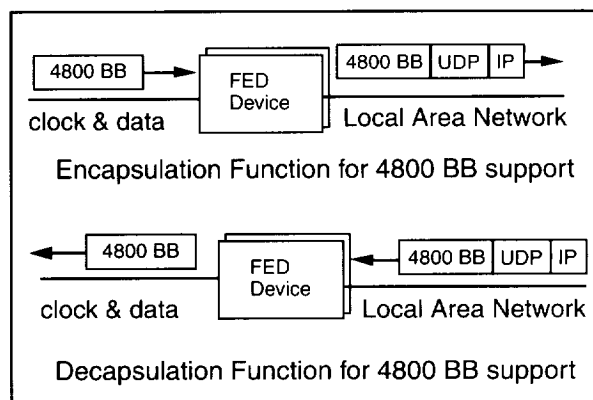 4800 BB
FED
Device
4800 BB UDP IP
clock & data
Local Area Network
Encapsulation Function for 4800 BB support
4800 BB
FED
Device
4800 BB UDP IP
clock & data
Local Area Network
Decapsulation Function for 4800 BB support